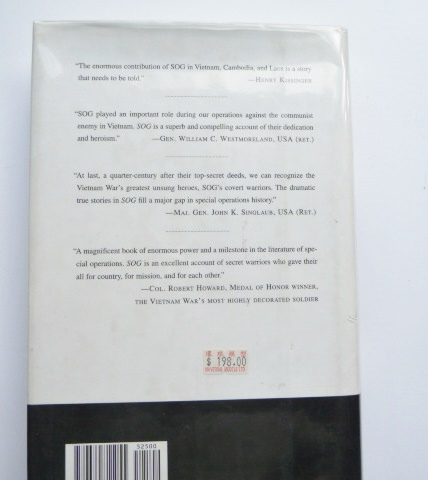 "The enormous contribution of SOG in Vietnam, Cambodia, and Laos is a story
that needs to be told."
—Henry Kissinger
"SOG played an important role during our operations against the communist
enemy in Vietnam. SOG is a superb and compelling account of their dedication
and heroism." —Gen. William C. Westmoreland, USA (ret.)
"At last, a quarter-century after their top-secret deeds, we can recognize the
Vietnam War's greatest unsung heroes, SOG's covert warriors. The dramatic
true stories in SOG fill a major gap in special operations history."
—Maj. Gen. John K. Singlaub, USA (Ret.)
"A magnificent book of enormous power and a milestone in the literature of spe-
cial operations. SOG is an excellent account of secret warriors who gave their
all for country, for mission, and for each other."
—Col. Robert Howard, Medal of Honor winner,
the Vietnam War's most highly decorated soldier
$ 198.00
52500